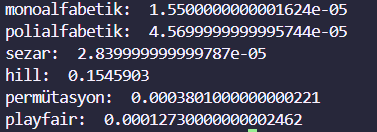 monoalfabetik:  1.5500000000001624e-05
polialfabetik:  4.5699999999995744e-05
sezar:  2.839999999999787e-05
hill:  0.1545903
permütasyon:  0.0003801000000000221
playfair:  0.00012730000000002462